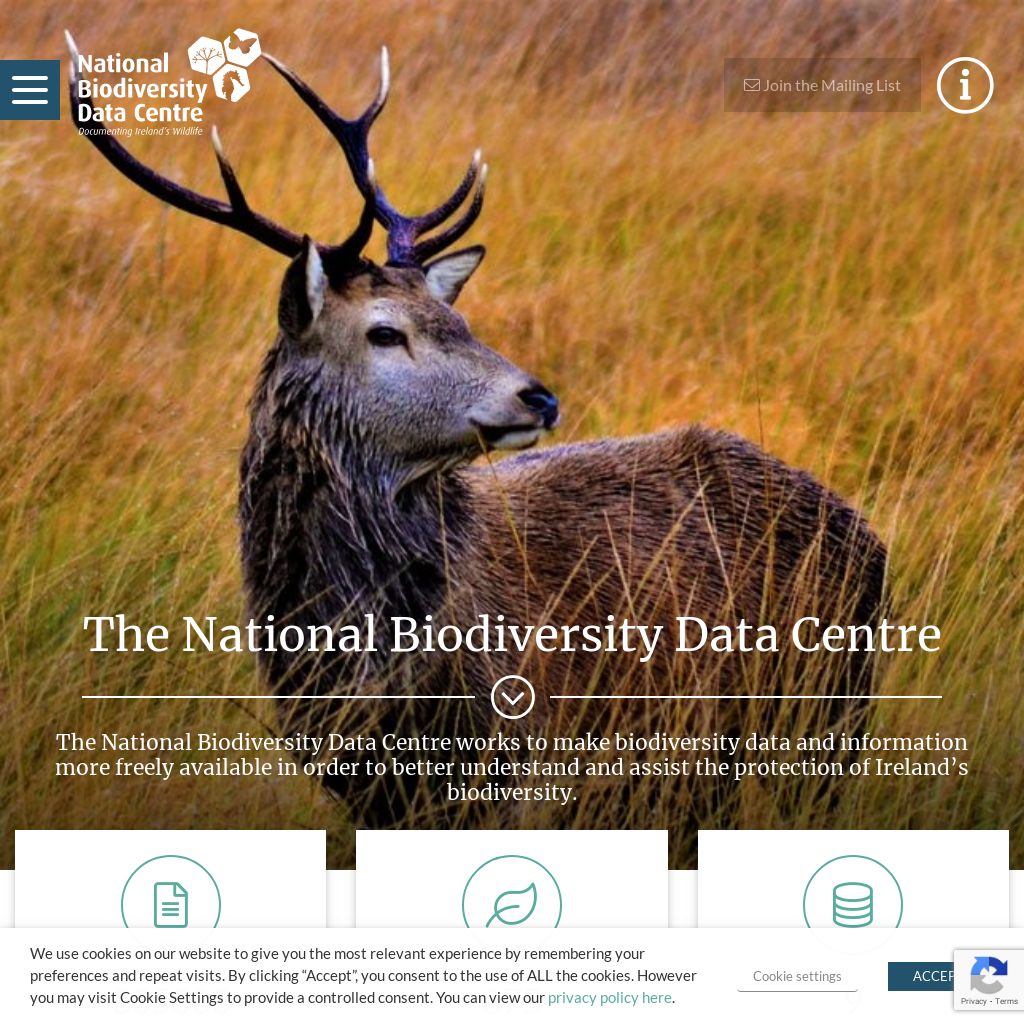 National
Biodiversity
Data Centre
Documenting Ireland's Wildlife
Join the Mailing List
The National Biodiversity Data Centre
The National Biodiversity Data Centre works to make biodiversity data and information
more freely available in order to better understand and assist the protection of Ireland’s
biodiversity.
We use cookies on our website to give you the most relevant experience by remembering your
preferences and repeat visits. By clicking “Accept”, you consent to the use of ALL the cookies. However
you may visit Cookie Settings to provide a controlled consent. You can view our privacy policy here.
Cookie settings
Privacy - Terms